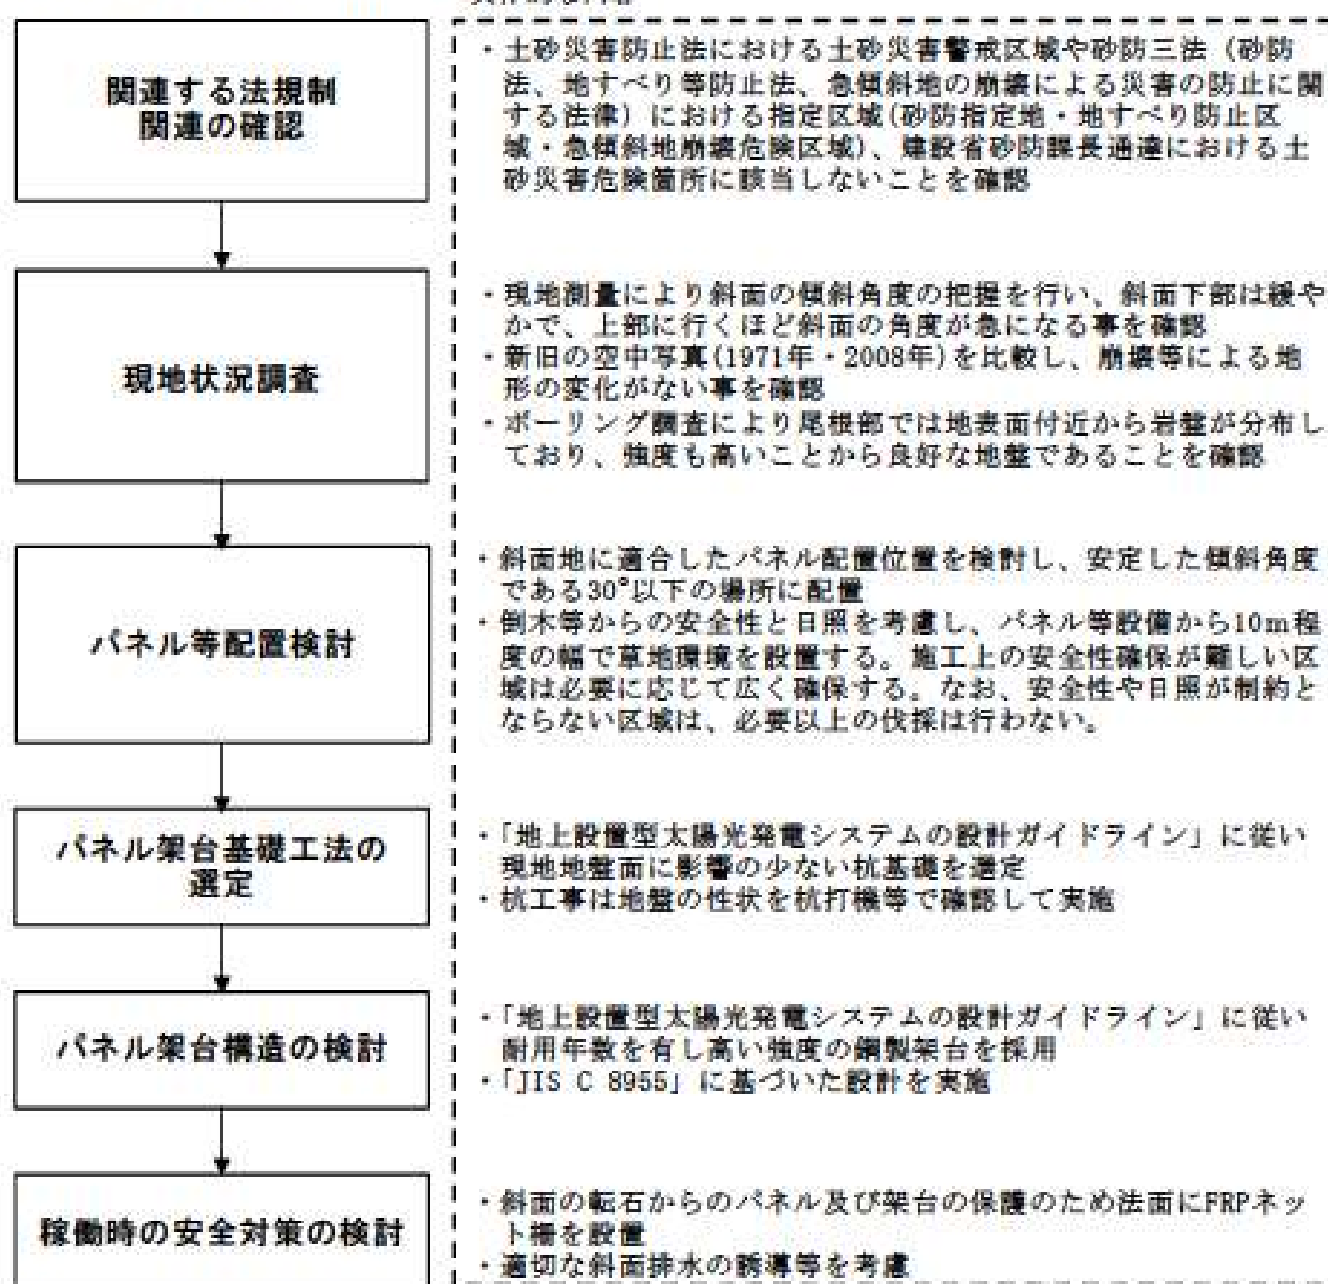 関連する法規制
関連の確認
・土砂災害防止法における土砂災害警戒区域や砂防三法（砂防
法、地すべり等防止法、急傾斜地の崩壊による災害の防止に関
する法律）における指定区域(砂防指定地・地すべり防止区
域・急傾斜地崩壊危険区域)、建設省砂防課長通達における土
砂災害危険箇所に該当しないことを確認
現地状況調査
・現地測量により斜面の傾斜角度の把握を行い、斜面下部は緩や
かで、上部に行くほど斜面の角度が急になる事を確認
・新旧の空中写真(1971年・2008年)を比較し、崩壊等による地
形の変化がない事を確認
・ボーリング調査により尾根部では地表面付近から岩盤が分布し
ており、強度も高いことから良好な地盤であることを確認
パネル等配置検討
・斜面地に適合したパネル配置位置を検討し、安定した傾斜角度
である30°以下の場所に配置
・倒木等からの安全性と日照を考慮し、パネル等設備から10m程
度の幅で草地環境を設置する。施工上の安全性確保が難しい区
域は必要に応じて広く確保する。なお、安全性や日照が制約と
ならない区域は、必要以上の伐採は行わない。
パネル架台基礎工法の
選定
・「地上設置型太陽光発電システムの設計ガイドライン」に従い
現地地盤面に影響の少ない杭基礎を選定
・杭工事は地盤の性状を杭打機等で確認して実施
パネル架台構造の検討
・「地上設置型太陽光発電システムの設計ガイドライン」に従い
耐用年数を有し高い強度の鋼製架台を採用
・「JIS C 8955」に基づいた設計を実施
稼働時の安全対策の検討
・斜面の転石からのパネル及び架台の保護のため法面にFRPネッ
ト柵を設置
・適切な斜面排水の誘導等を考慮